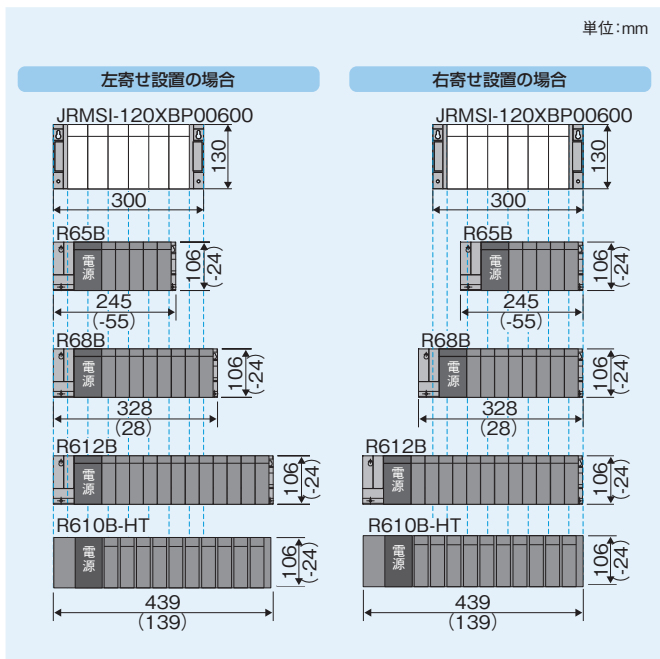 単位:mm
左寄せ設置の場合
JRMSI-120XBP00600
130
300
R65B
電源
106
(-24)
245
(-55)
R68B
電源
106
(-24)
328
(28)
R612B
電源
106
(-24)
R610B-HT
電源
106
(-24)
439
(139)
右寄せ設置の場合
JRMSI-120XBP00600
130
300
R65B
電源
106
(-24)
245
(-55)
R68B
電源
106
(-24)
328
(28)
R612B
電源
106
(-24)
R610B-HT
電源
106
(-24)
439
(139)